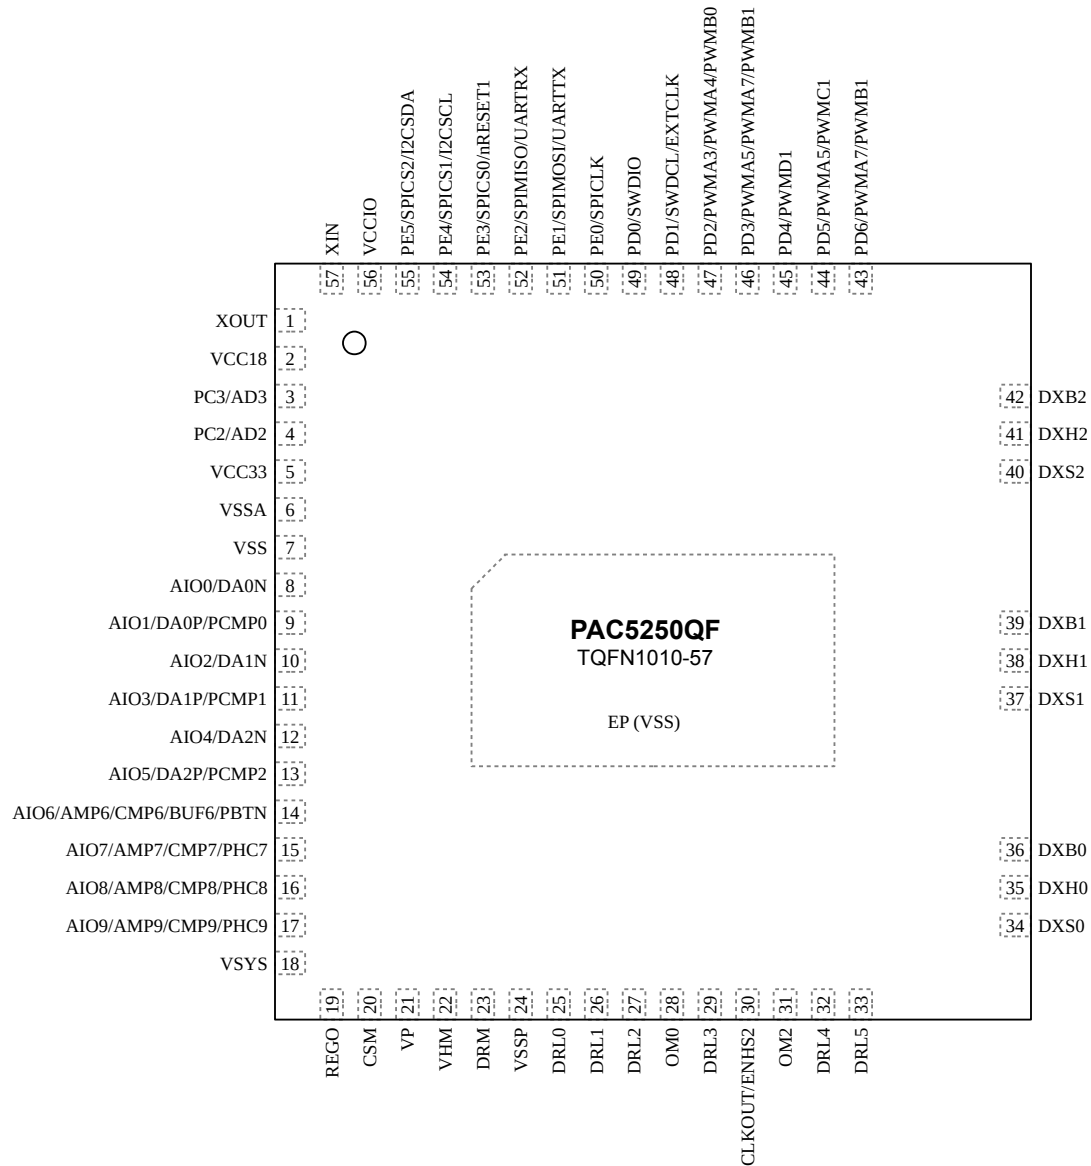 XIN
VCCIO
PE5/SPICS2/I2CSDA
PE4/SPICS1/I2CSCL
PE3/SPICS0/nRESET1
PE2/SPIMISO/UARTRX
PE1/SPIMOSI/UARTTX
PE0/SPICLK
PD0/SWDIO
PD1/SWDCL/EXTCLK
PD2/PWMA3/PWMA4/PWMB0
PD3/PWMA5/PWMA7/PWMB1
PD4/PWMD1
PD5/PWMA5/PWMC1
PD6/PWMA7/PWMB1
57
56
55
54
53
52
51
50
49
48
47
46
45
44
43
XOUT 1
VCC18 2
PC3/AD3 3
PC2/AD2 4
VCC33 5
VSSA 6
VSS 7
AIO0/DA0N 8
AIO1/DA0P/PCMP0 9
AIO2/DA1N 10
AIO3/DA1P/PCMP1 11
AIO4/DA2N 12
AIO5/DA2P/PCMP2 13
AIO6/AMP6/CMP6/BUF6/PBTN 14
AIO7/AMP7/CMP7/PHC7 15
AIO8/AMP8/CMP8/PHC8 16
AIO9/AMP9/CMP9/PHC9 17
VSYS 18
PAC5250QF
TQFN1010-57
EP (VSS)
42 DXB2
41 DXH2
40 DXS2
39 DXB1
38 DXH1
37 DXS1
36 DXB0
35 DXH0
34 DXS0
19
20
21
22
23
24
25
26
27
28
29
30
31
32
33
REGO
CSM
VP
VHM
DRM
VSSP
DRL0
DRL1
DRL2
OM0
DRL3
CLKOUT/ENHS2
OM2
DRL4
DRL5